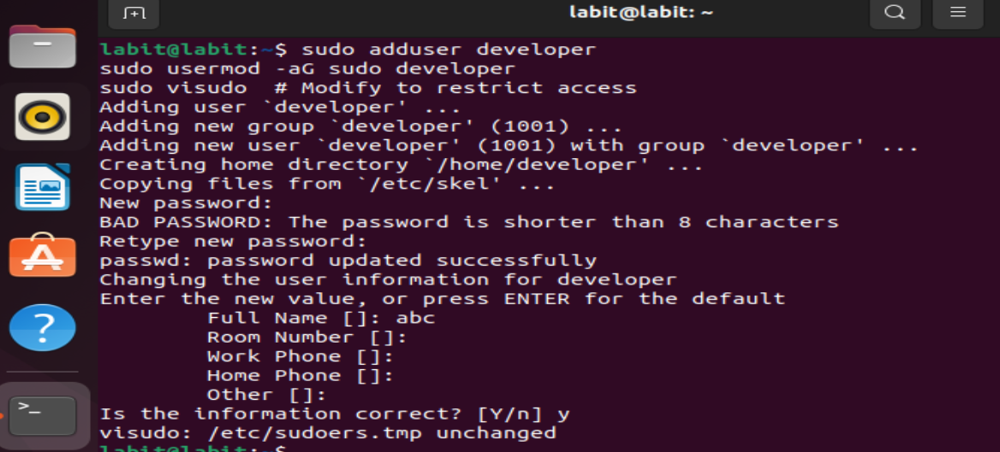 labit@labit: ~
labit@labit:~$ sudo adduser developer
sudo usermod -aG sudo developer
sudo visudo  # Modify to restrict access
Adding user `developer' ...
Adding new group `developer' (1001) ...
Adding new user `developer' (1001) with group `developer' ...
Creating home directory `/home/developer' ...
Copying files from `/etc/skel' ...
New password:
BAD PASSWORD: The password is shorter than 8 characters
Retype new password:
passwd: password updated successfully
Changing the user information for developer
Enter the new value, or press ENTER for the default
        Full Name []: abc
        Room Number []:
        Work Phone []:
        Home Phone []:
        Other []:
Is the information correct? [Y/n] y
visudo: /etc/sudoers.tmp unchanged
labit@labit:~$